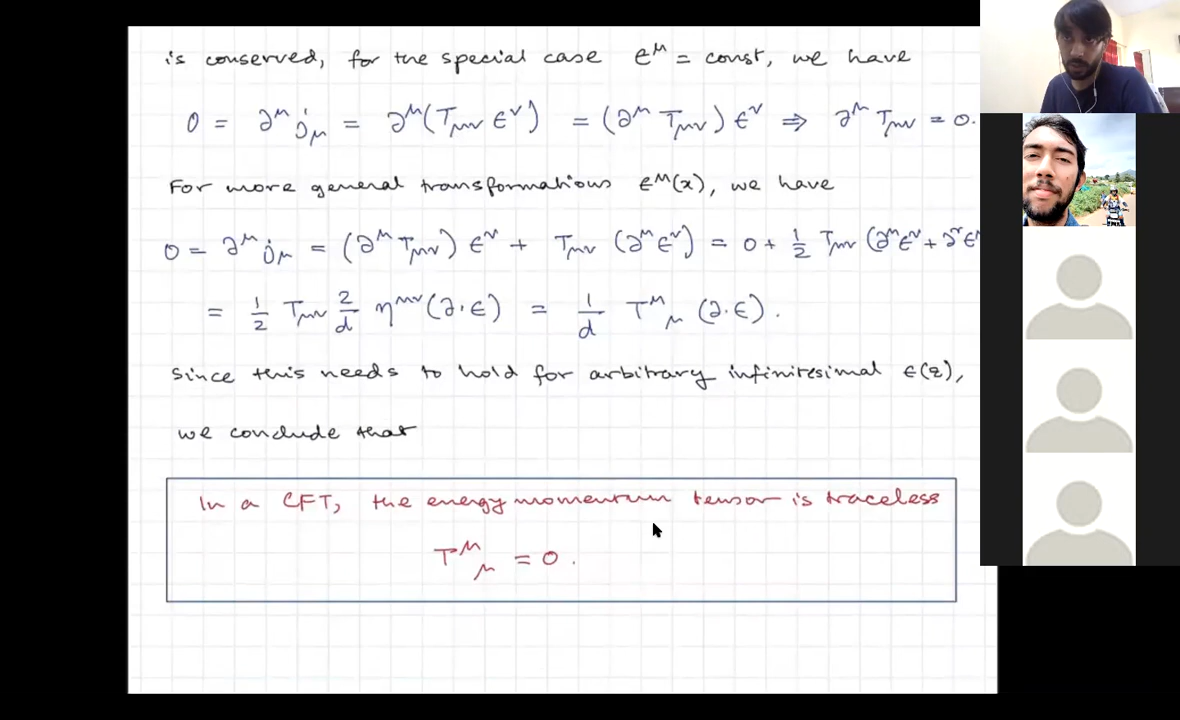 is conserved, for the special case ϵ^μ = const, we have
0 = ∂^μ j_μ = ∂^μ (T_μν ϵ^ν) = (∂^μ T_μν) ϵ^ν ⇒ ∂^μ T_μν = 0.
For more general transformations ϵ^μ(x), we have
0 = ∂^μ j_μ = (∂^μ T_μν) ϵ^ν + T_μν (∂^μ ϵ^ν) = 0 + 1/2 T_μν (∂^μ ϵ^ν + ∂^ν ϵ^μ
= 1/2 T_μν 2/d η^μν (∂·ϵ) = 1/d T^μ_μ (∂·ϵ).
Since this needs to hold for arbitrary infinitesimal ϵ(z),
we conclude that
In a CFT, the energy momentum tensor is traceless
T^μ_μ = 0.